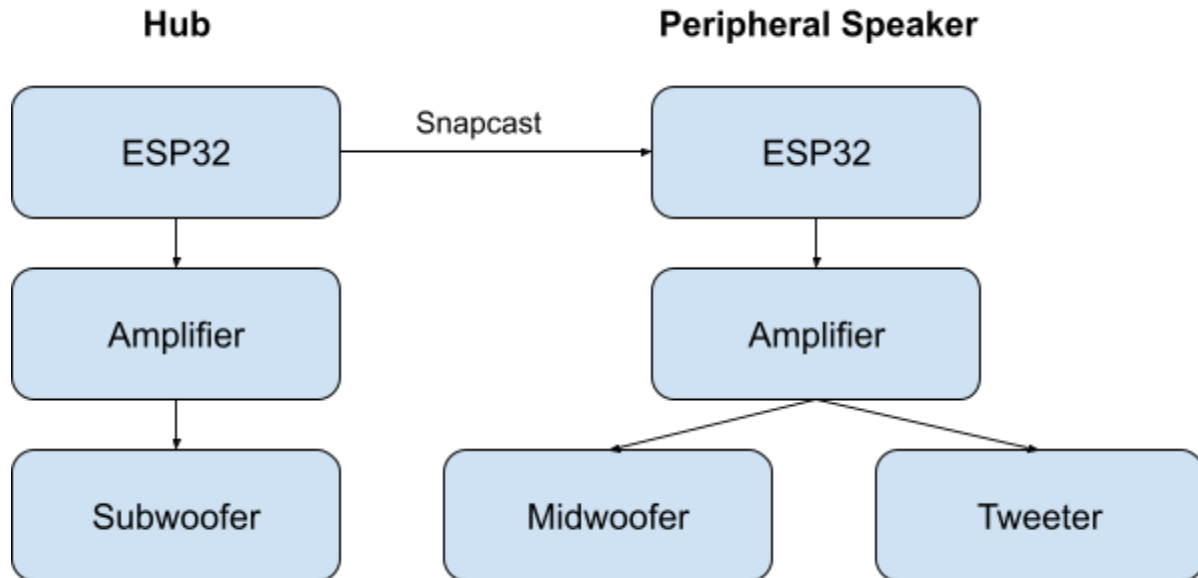 Hub
Peripheral Speaker
ESP32
Snapcast
ESP32
Amplifier
Amplifier
Subwoofer
Midwoofer
Tweeter